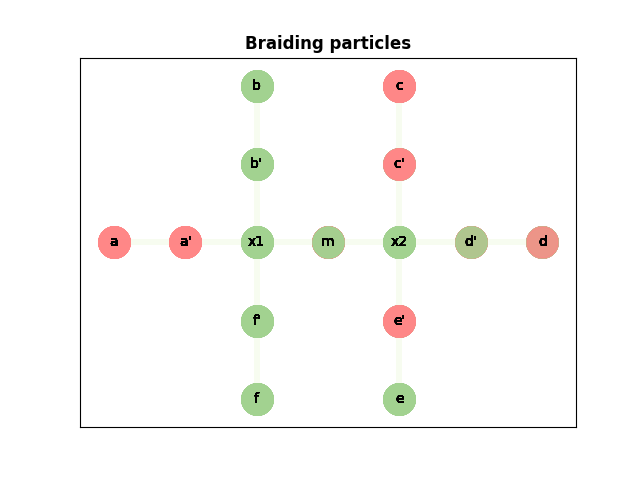 Braiding particles
b c
b' c'
a a' x1 m x2 d' d
f' e'
f e